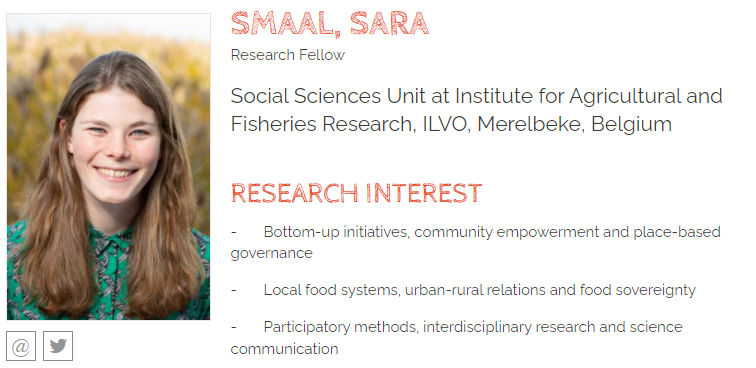 SMAAL, SARA
Research Fellow
Social Sciences Unit at Institute for Agricultural and
Fisheries Research, ILVO, Merelbeke, Belgium
RESEARCH INTEREST
- Bottom-up initiatives, community empowerment and place-based
governance
- Local food systems, urban-rural relations and food sovereignty
- Participatory methods, interdisciplinary research and science
communication
@